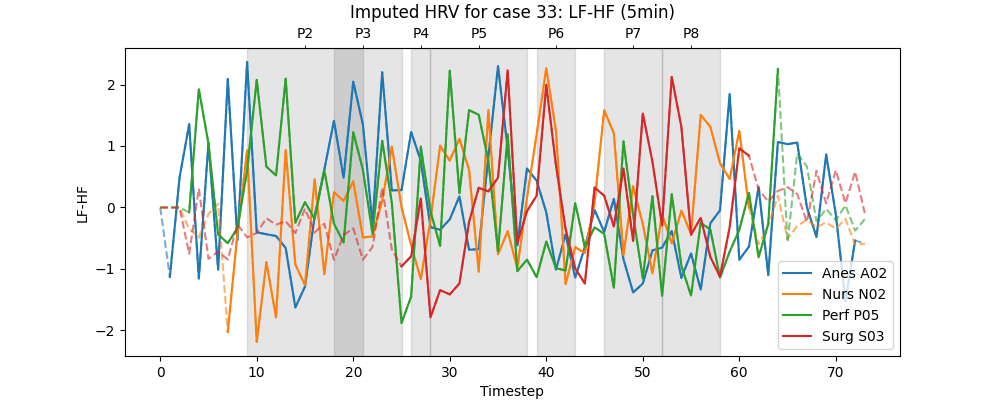 Imputed HRV for case 33: LF-HF (5min)
P2 P3 P4 P5 P6 P7 P8
LF-HF
2
1
0
−1
−2
0 10 20 30 40 50 60 70
Timestep
Anes A02
Nurs N02
Perf P05
Surg S03